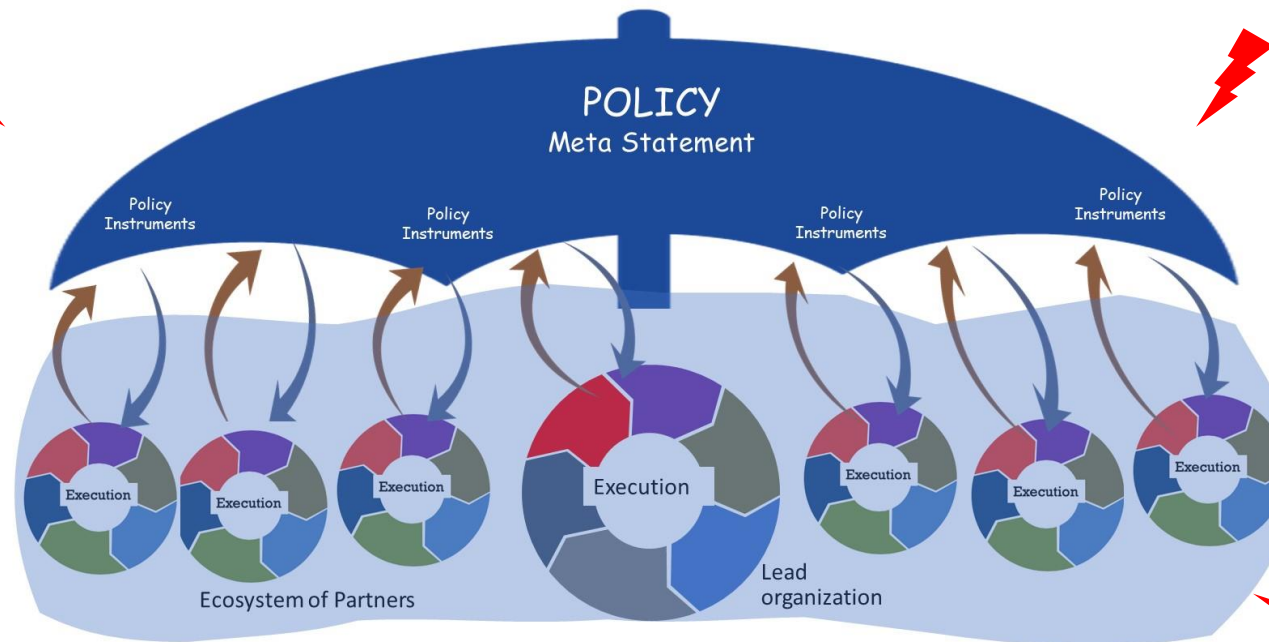 POLICY
Meta Statement
Policy
Instruments
Policy
Instruments
Policy
Instruments
Policy
Instruments
Execution
Execution
Execution
Execution
Execution
Execution
Execution
Ecosystem of Partners
Lead
organization